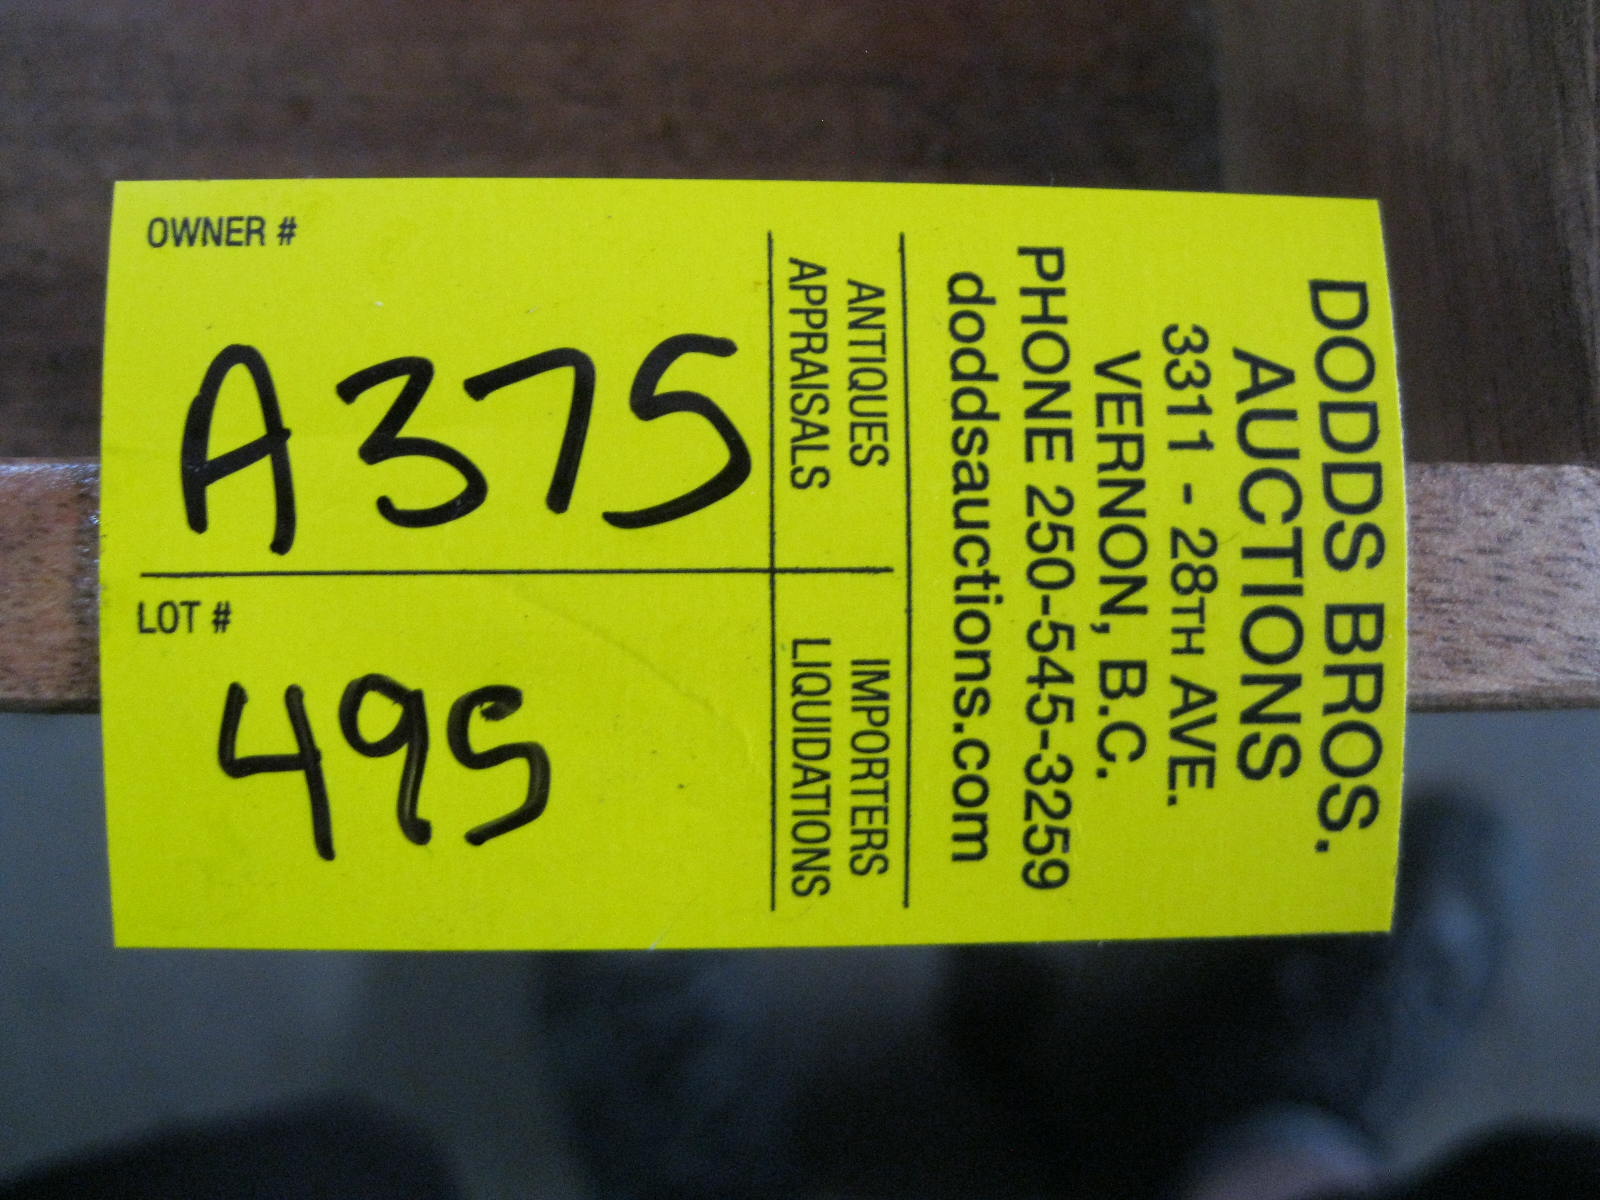 OWNER #
A375
LOT #
495
DODDS BROS.
AUCTIONS
3311 - 28TH AVE.
VERNON, B.C.
PHONE 250-545-3259
doddsauctions.com
ANTIQUES IMPORTERS
APPRAISALS LIQUIDATIONS